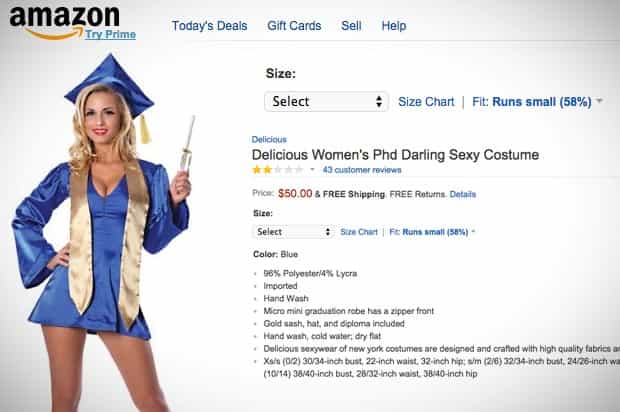 amazon
Try Prime
Today's Deals Gift Cards Sell Help
Size:
Select Size Chart | Fit: Runs small (58%)
Delicious
Delicious Women's Phd Darling Sexy Costume
43 customer reviews
Price: $50.00 & FREE Shipping. FREE Returns. Details
Size:
Select Size Chart | Fit: Runs small (58%)
Color: Blue
96% Polyester/4% Lycra
Imported
Hand Wash
Micro mini graduation robe has a zipper front
Gold sash, hat, and diploma included
Hand wash, cold water; dry flat
Delicious sexywear of new york costumes are designed and crafted with high quality fabrics
Xs/s (0/2) 30/34-inch bust, 22-inch waist, 32-inch hip; s/m (2/6) 32/34-inch bust, 24/26-inch
(10/14) 38/40-inch bust, 28/32-inch waist, 38/40-inch hip